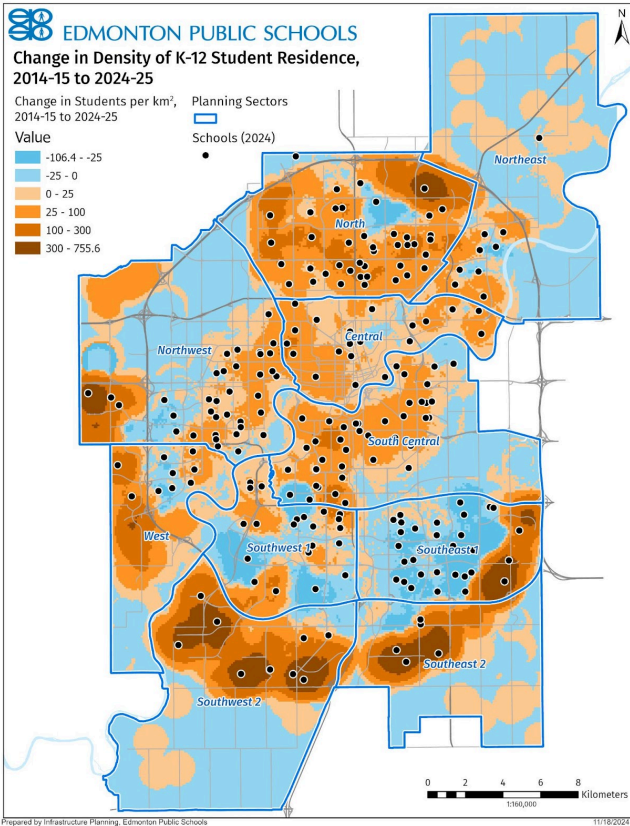 EDMONTON PUBLIC SCHOOLS
Change in Density of K-12 Student Residence,
2014-15 to 2024-25
Change in Students per km²,
2014-15 to 2024-25
Value
-106.4 - -25
-25 - 0
0 - 25
25 - 100
100 - 300
300 - 755.6
Planning Sectors
Schools (2024)
N
Northeast
North
Central
Northwest
South Central
West
Southwest 1
Southeast 1
Southeast 2
Southwest 2
0 2 4 6 8
Kilometers
1:160,000
Prepared by Infrastructure Planning, Edmonton Public Schools
11/18/2024